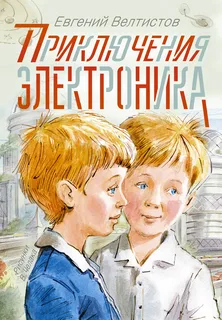 Евгений Велтистов
ПРИКЛЮЧЕНИЯ
ЭЛЕКТРОНИКА